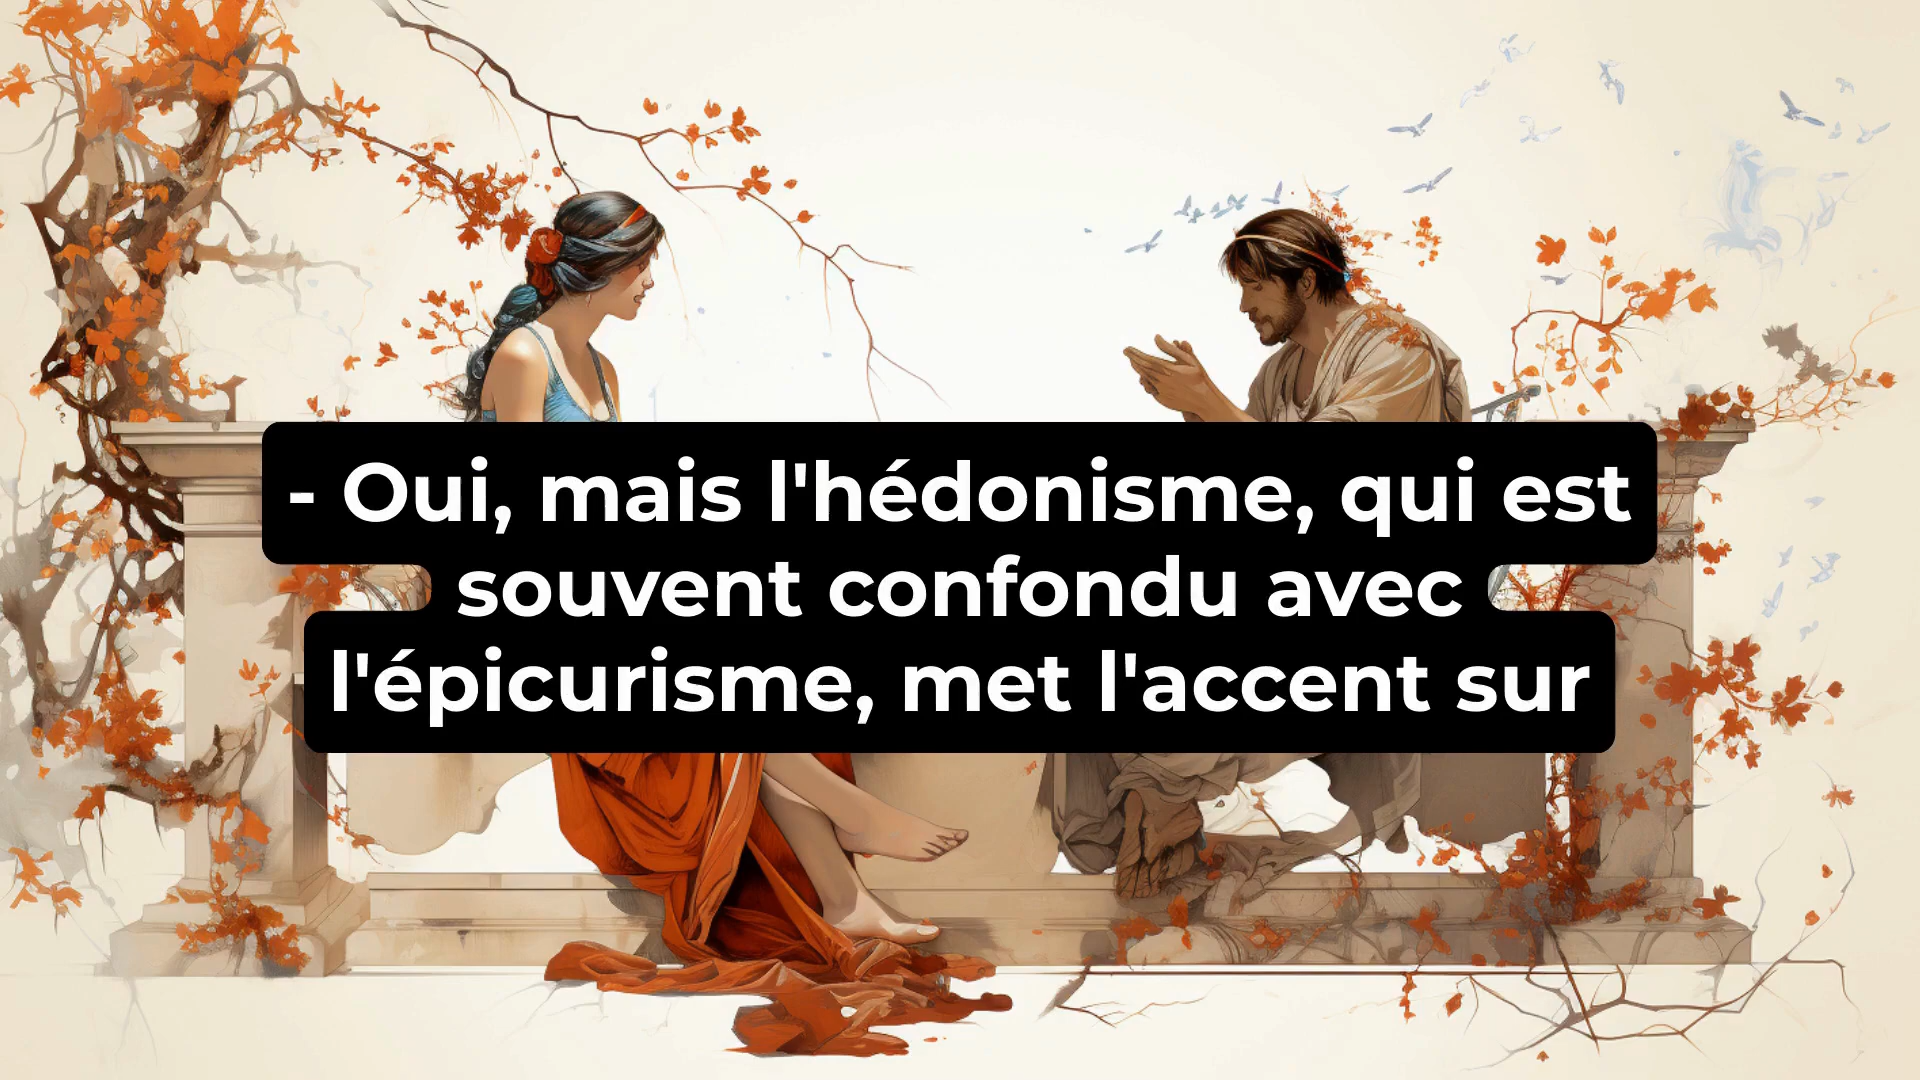 - Oui, mais l'hédonisme, qui est
souvent confondu avec
l'épicurisme, met l'accent sur